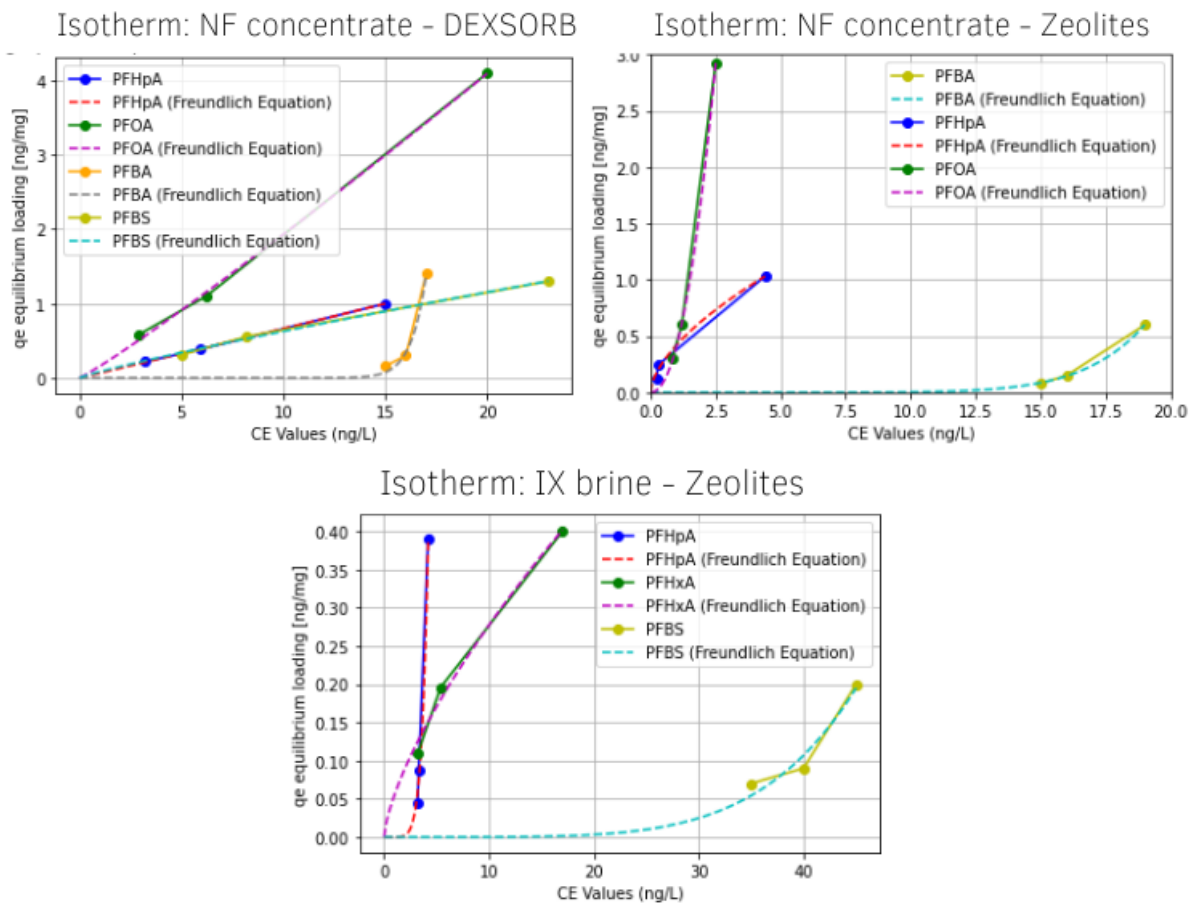 Isotherm: NF concentrate - DEXSORB
PFHpA
PFHpA (Freundlich Equation)
PFOA
PFOA (Freundlich Equation)
PFBA
PFBA (Freundlich Equation)
PFBS
PFBS (Freundlich Equation)
qe equilibrium loading [ng/mg]
4
3
2
1
0
0
5
10
15
20
CE Values (ng/L)
Isotherm: NF concentrate - Zeolites
PFBA
PFBA (Freundlich Equation)
PFHpA
PFHpA (Freundlich Equation)
PFOA
PFOA (Freundlich Equation)
qe equilibrium loading [ng/mg]
3.0
2.5
2.0
1.5
1.0
0.5
0.0
0.0
2.5
5.0
7.5
10.0
12.5
15.0
17.5
20.0
CE Values (ng/L)
Isotherm: IX brine - Zeolites
PFHpA
PFHpA (Freundlich Equation)
PFHxA
PFHxA (Freundlich Equation)
PFBS
PFBS (Freundlich Equation)
qe equilibrium loading [ng/mg]
0.40
0.35
0.30
0.25
0.20
0.15
0.10
0.05
0.00
0
10
20
30
40
CE Values (ng/L)